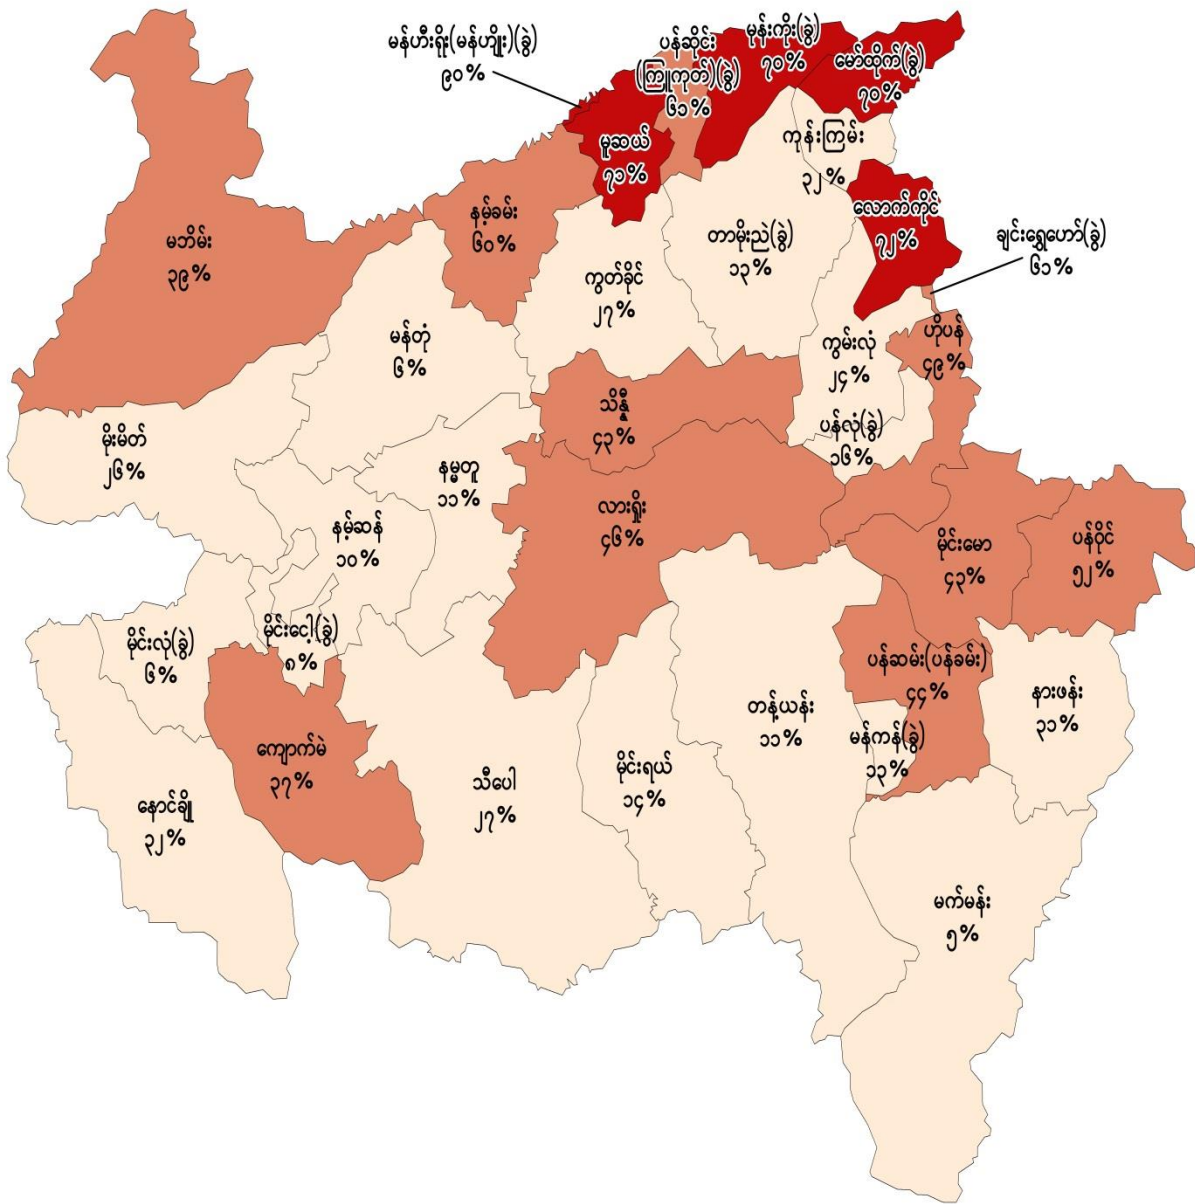 မန်ဟီးရိုး(မန်ဟျိုး)(ခွဲ)
၉၀%
ပန်ဆိုင်း
(ကြူကုတ်)(ခွဲ)
၆၁%
မုန်းကိုး(ခွဲ)
၇၀%
မော်ထိုက်(ခွဲ)
၇၀%
မူဆယ်
၇၁%
ကုန်းကြမ်း
၃၂%
လောက်ကိုင်
၇၂%
ချင်းရွှေဟော်(ခွဲ)
၆၁%
နမ့်ခမ်း
၆၀%
မဘိမ်း
၃၉%
တာမိုးညဲ(ခွဲ)
၁၃%
ကွတ်ခိုင်
၂၇%
မန်တုံ
၆%
ကွမ်းလုံ
၂၄%
ဟိုပန်
၄၉%
သိန္နီ
၄၃%
ပန်လုံ(ခွဲ)
၁၆%
မိုးမိတ်
၂၆%
နမ္မတူ
၁၁%
လားရှိုး
၄၆%
နမ့်ဆန်
၁၀%
မိုင်းမော
၄၃%
ပန်ဝိုင်
၅၂%
မိုင်းလုံ(ခွဲ)
၆%
မိုင်းငေါ့(ခွဲ)
၈%
ပန်ဆမ်း(ပန်ခမ်း)
၄၄%
နားဖန်း
၃၁%
တန့်ယန်း
၁၁%
မန်ကန်(ခွဲ)
၁၃%
ကျောက်မဲ
၃၇%
သီပေါ
၂၇%
မိုင်းရယ်
၁၄%
နောင်ချို
၃၂%
မက်မန်း
၅%